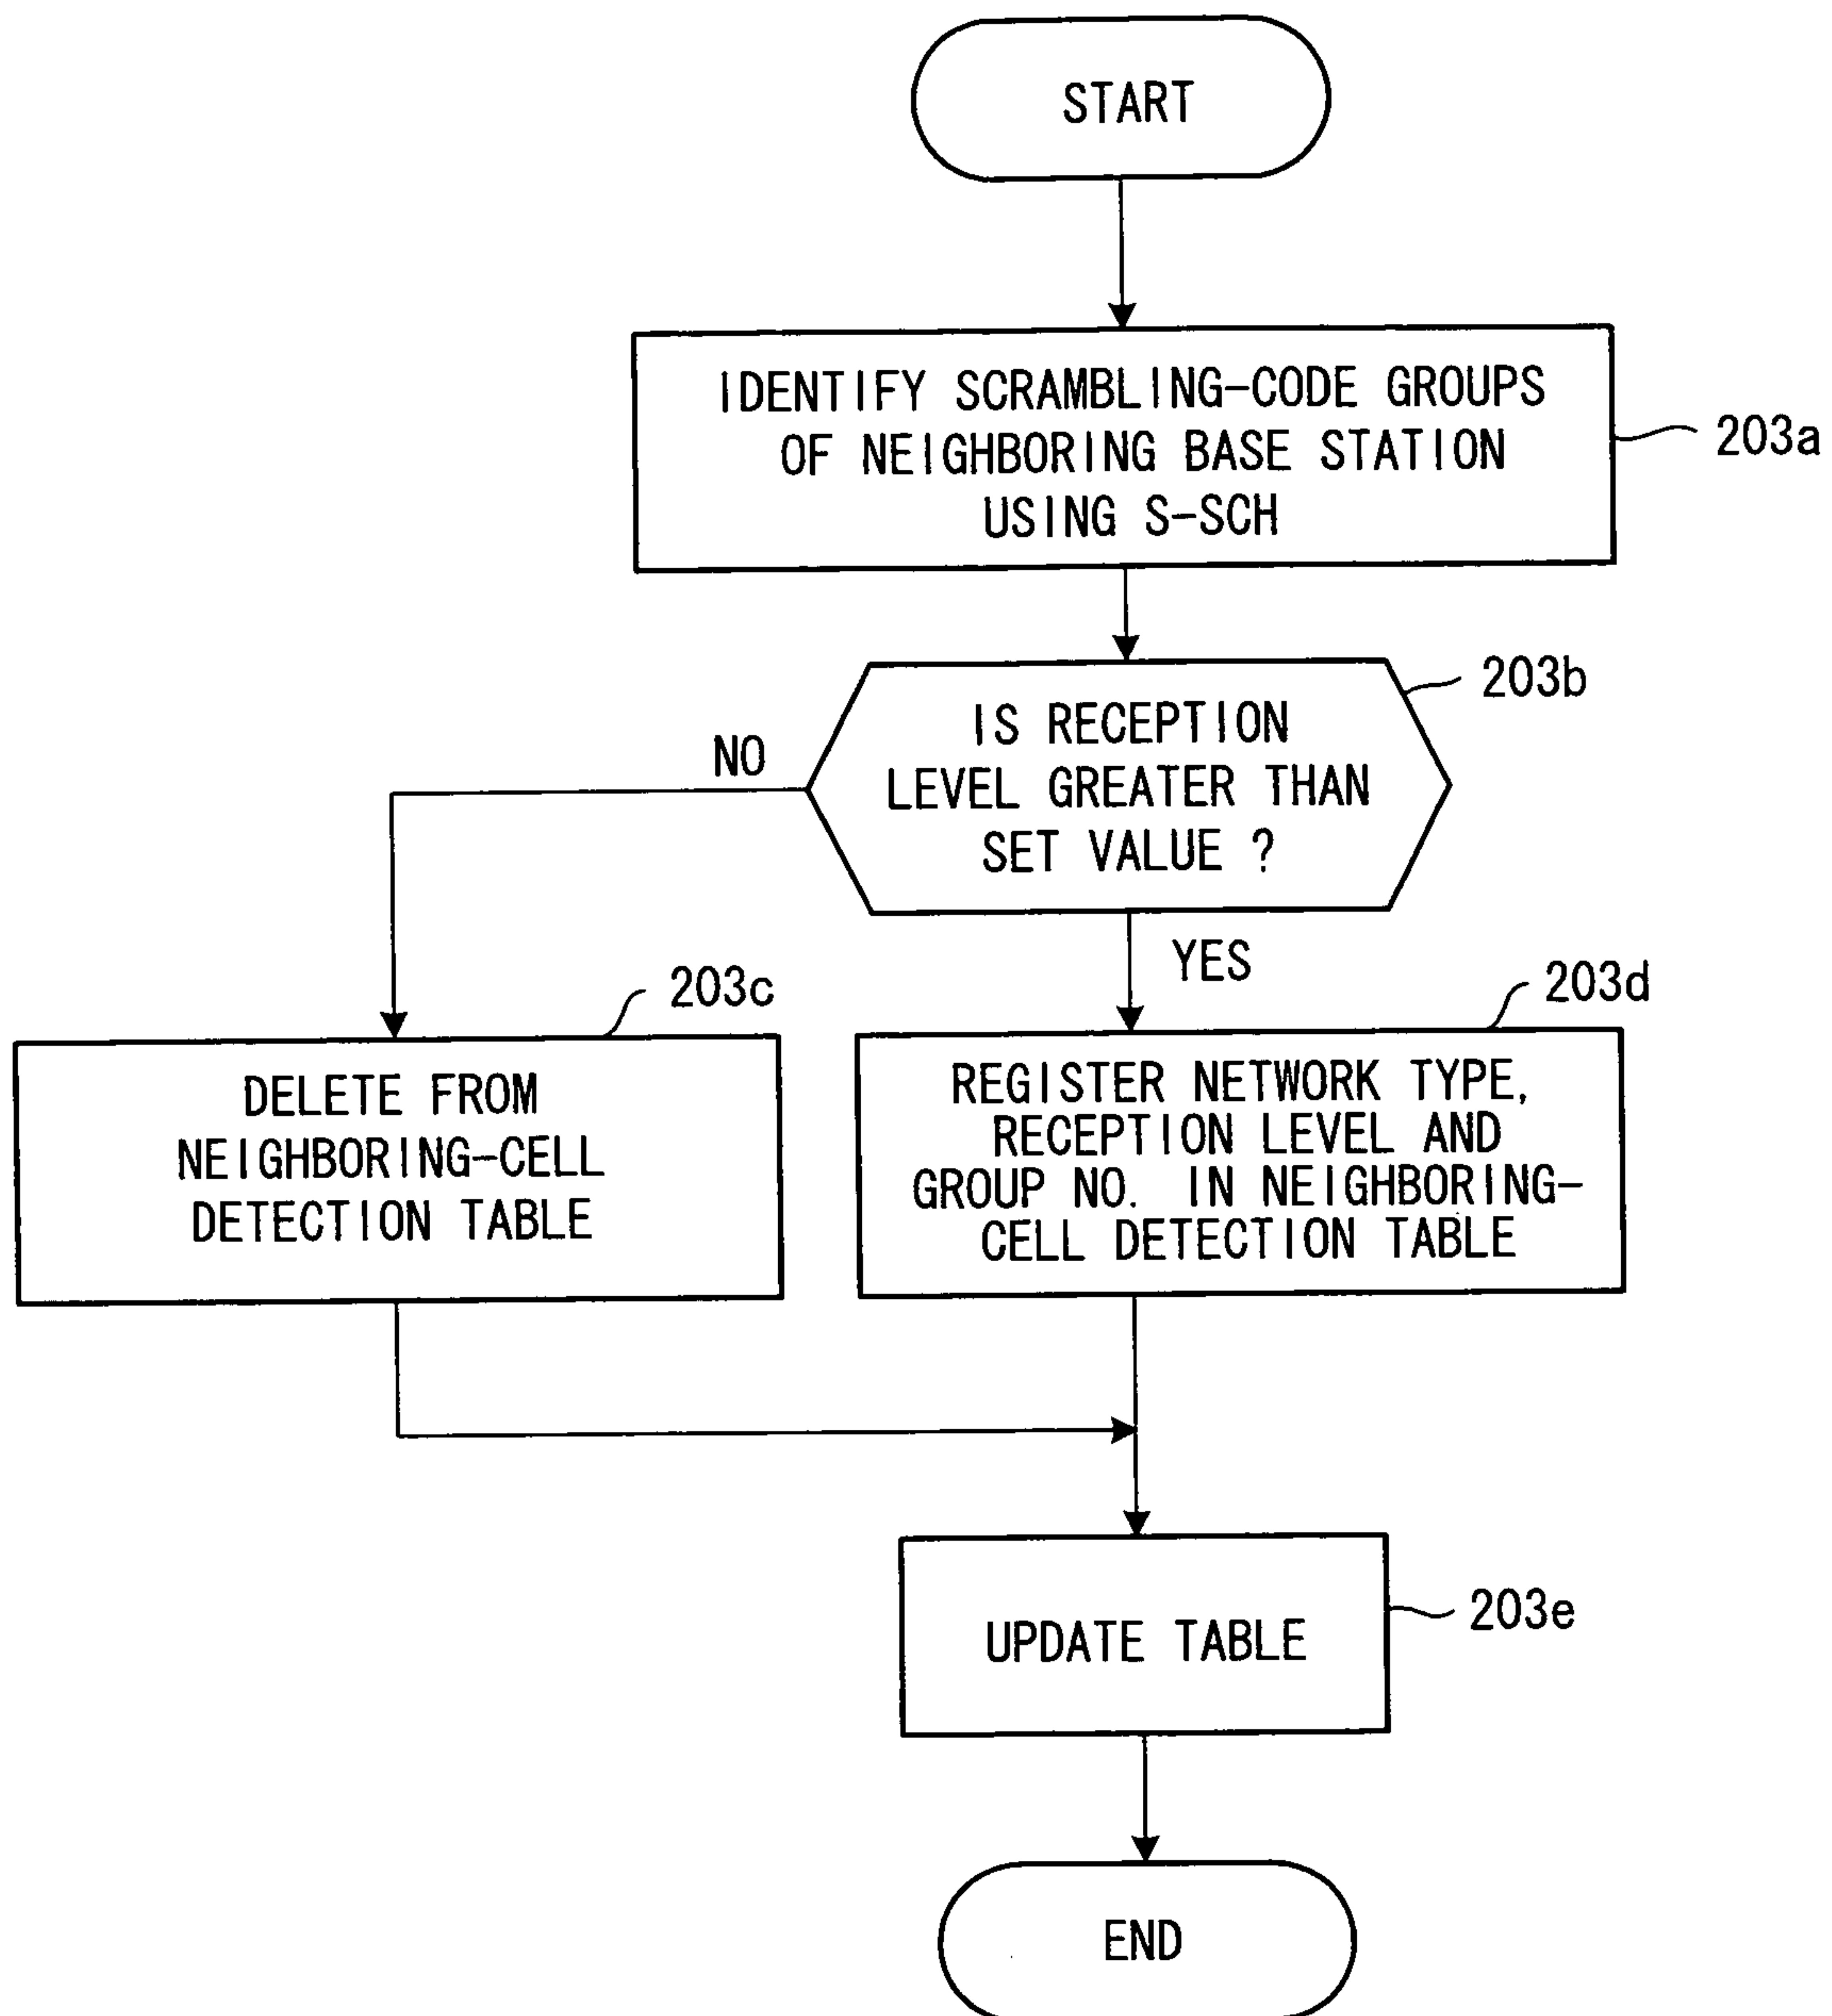 START
IDENTIFY SCRAMBLING-CODE GROUPS
OF NEIGHBORING BASE STATION
USING S-SCH
203a
IS RECEPTION
LEVEL GREATER THAN
SET VALUE ?
203b
NO
YES
203c
DELETE FROM
NEIGHBORING-CELL
DETECTION TABLE
203d
REGISTER NETWORK TYPE,
RECEPTION LEVEL AND
GROUP NO. IN NEIGHBORING-
CELL DETECTION TABLE
UPDATE TABLE
203e
END